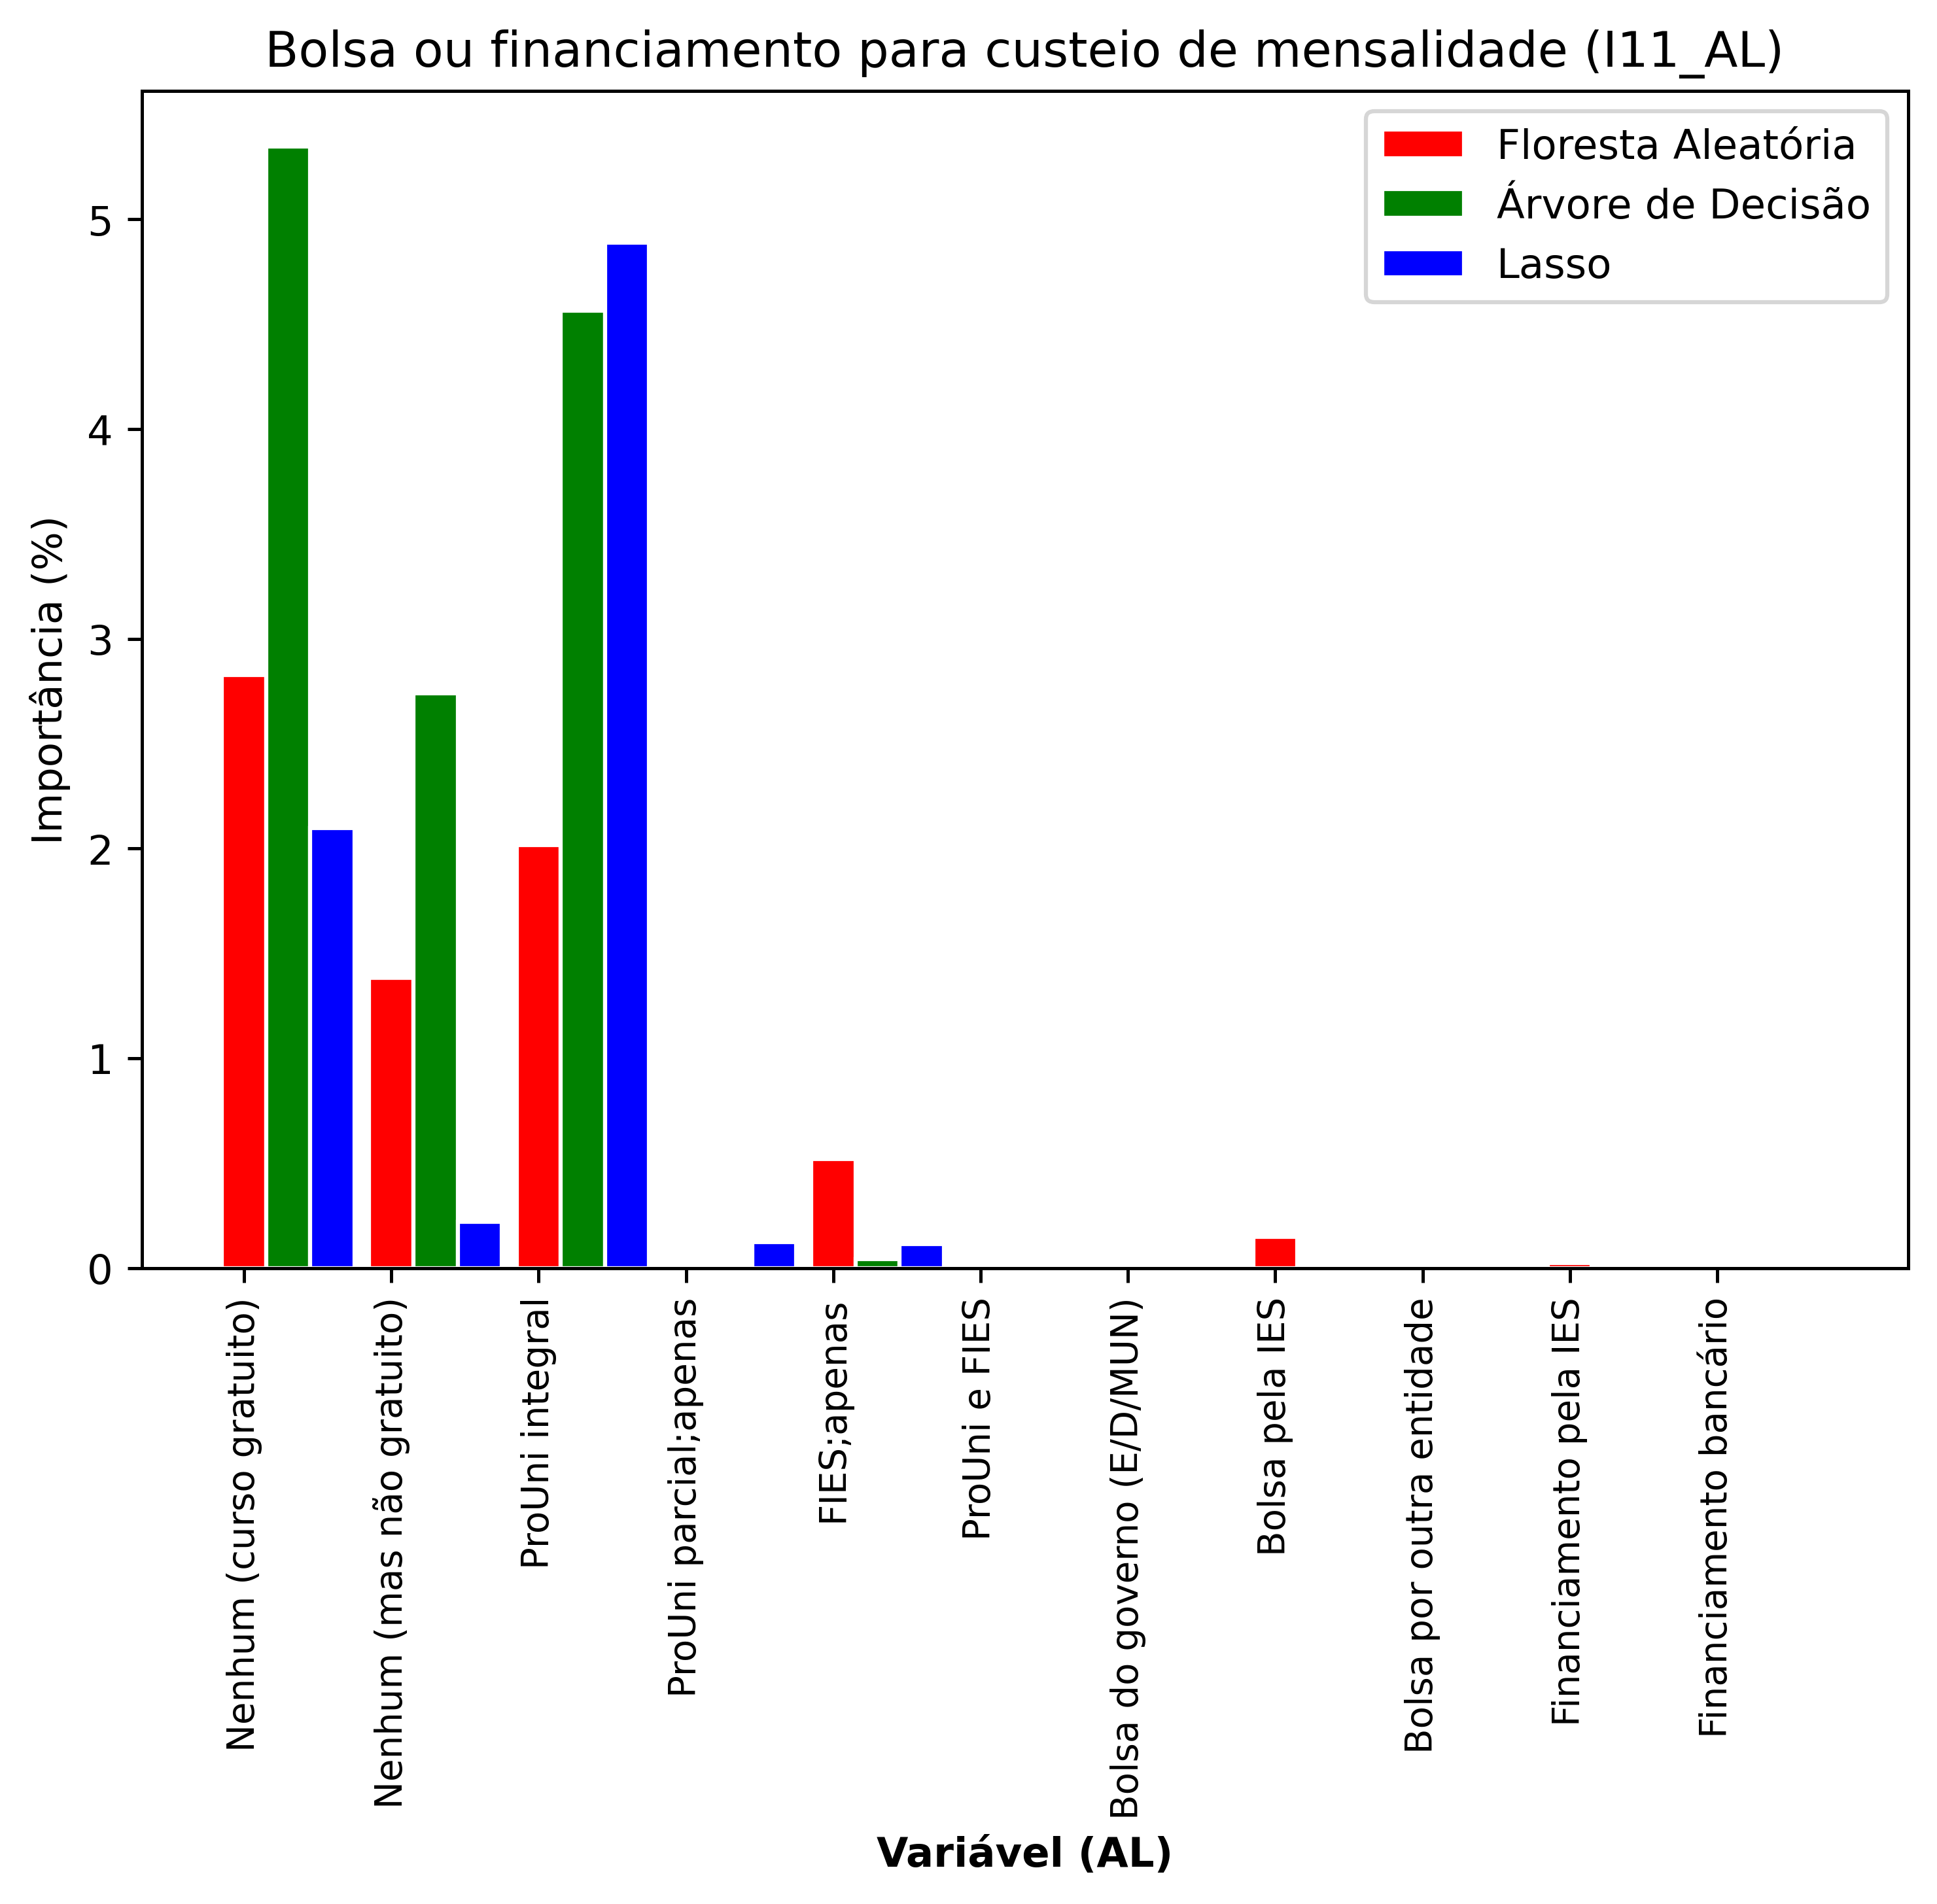 Bolsa ou financiamento para custeio de mensalidade (I11_AL)
Floresta Aleatória
Árvore de Decisão
Lasso
Importância (%)
5
4
3
2
1
0
Nenhum (curso gratuito)
Nenhum (mas não gratuito)
ProUni integral
ProUni parcial;apenas
FIES;apenas
ProUni e FIES
Bolsa do governo (E/D/MUN)
Bolsa pela IES
Bolsa por outra entidade
Financiamento pela IES
Financiamento bancário
Variável (AL)